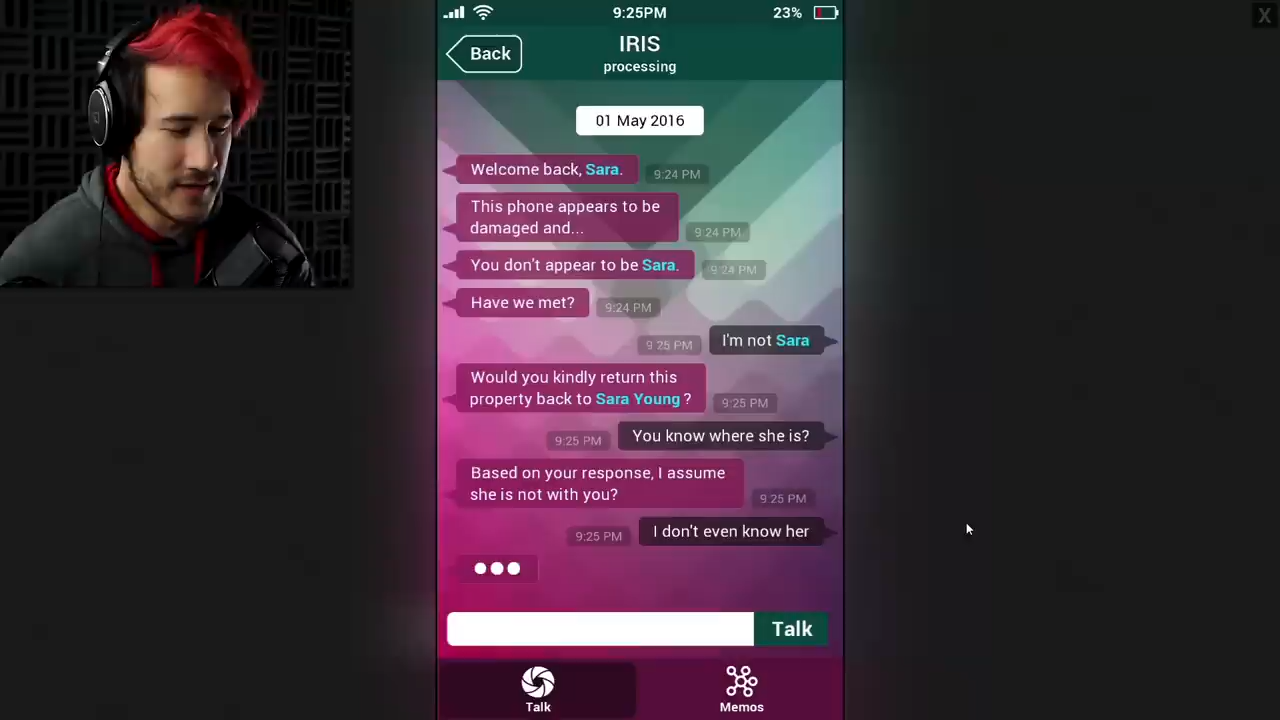 9:25PM
23%
X
Back
IRIS
processing
01 May 2016
Welcome back, Sara.
9:24 PM
This phone appears to be
damaged and...
9:24 PM
You don't appear to be Sara.
9:24 PM
Have we met?
9:24 PM
I'm not Sara
9:25 PM
Would you kindly return this
property back to Sara Young ?
9:25 PM
You know where she is?
9:25 PM
Based on your response, I assume
she is not with you?
9:25 PM
I don't even know her
9:25 PM
Talk
Talk
Memos